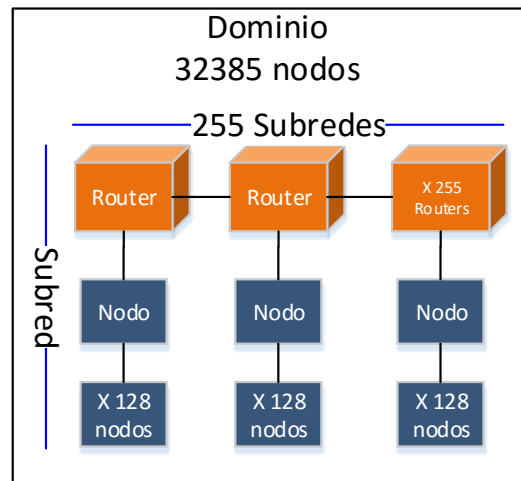 Dominio
32385 nodos
255 Subredes
Subred
Router
Router
X 255
Routers
Nodo
Nodo
Nodo
X 128
nodos
X 128
nodos
X 128
nodos